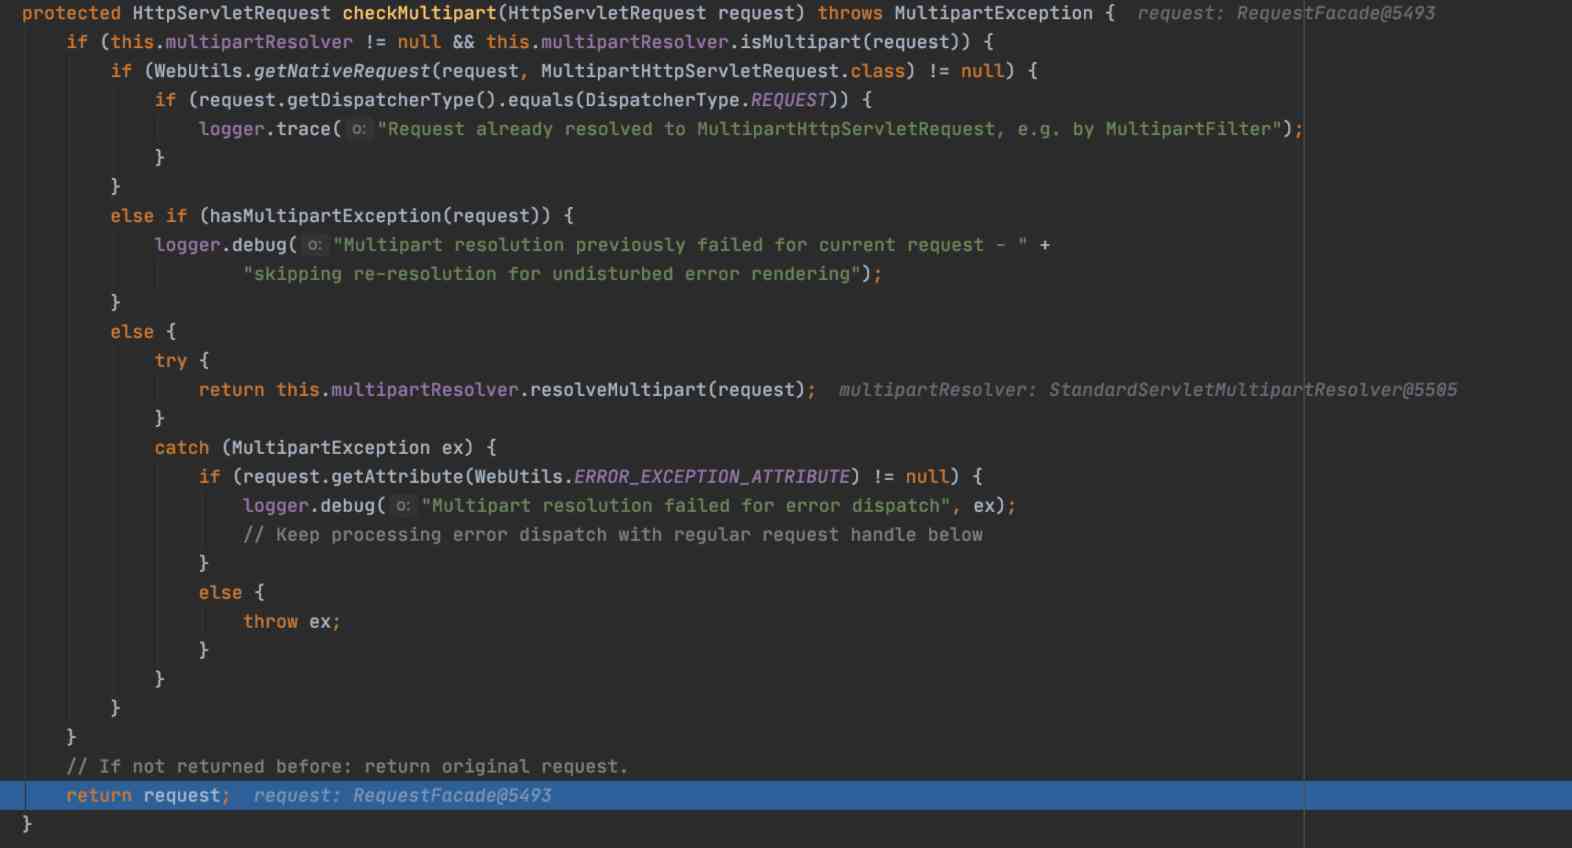 protected HttpServletRequest checkMultipart(HttpServletRequest request) throws MultipartException {  request: RequestFacade@5493
if (this.multipartResolver != null && this.multipartResolver.isMultipart(request)) {
if (WebUtils.getNativeRequest(request, MultipartHttpServletRequest.class) != null) {
if (request.getDispatcherType().equals(DispatcherType.REQUEST)) {
logger.trace( o: "Request already resolved to MultipartHttpServletRequest, e.g. by MultipartFilter");
}
}
else if (hasMultipartException(request)) {
logger.debug( o: "Multipart resolution previously failed for current request - " +
"skipping re-resolution for undisturbed error rendering");
}
else {
try {
return this.multipartResolver.resolveMultipart(request);  multipartResolver: StandardServletMultipartResolver@5505
}
catch (MultipartException ex) {
if (request.getAttribute(WebUtils.ERROR_EXCEPTION_ATTRIBUTE) != null) {
logger.debug( o: "Multipart resolution failed for error dispatch", ex);
// Keep processing error dispatch with regular request handle below
}
else {
throw ex;
}
}
}
}
// If not returned before: return original request.
return request;  request: RequestFacade@5493
}